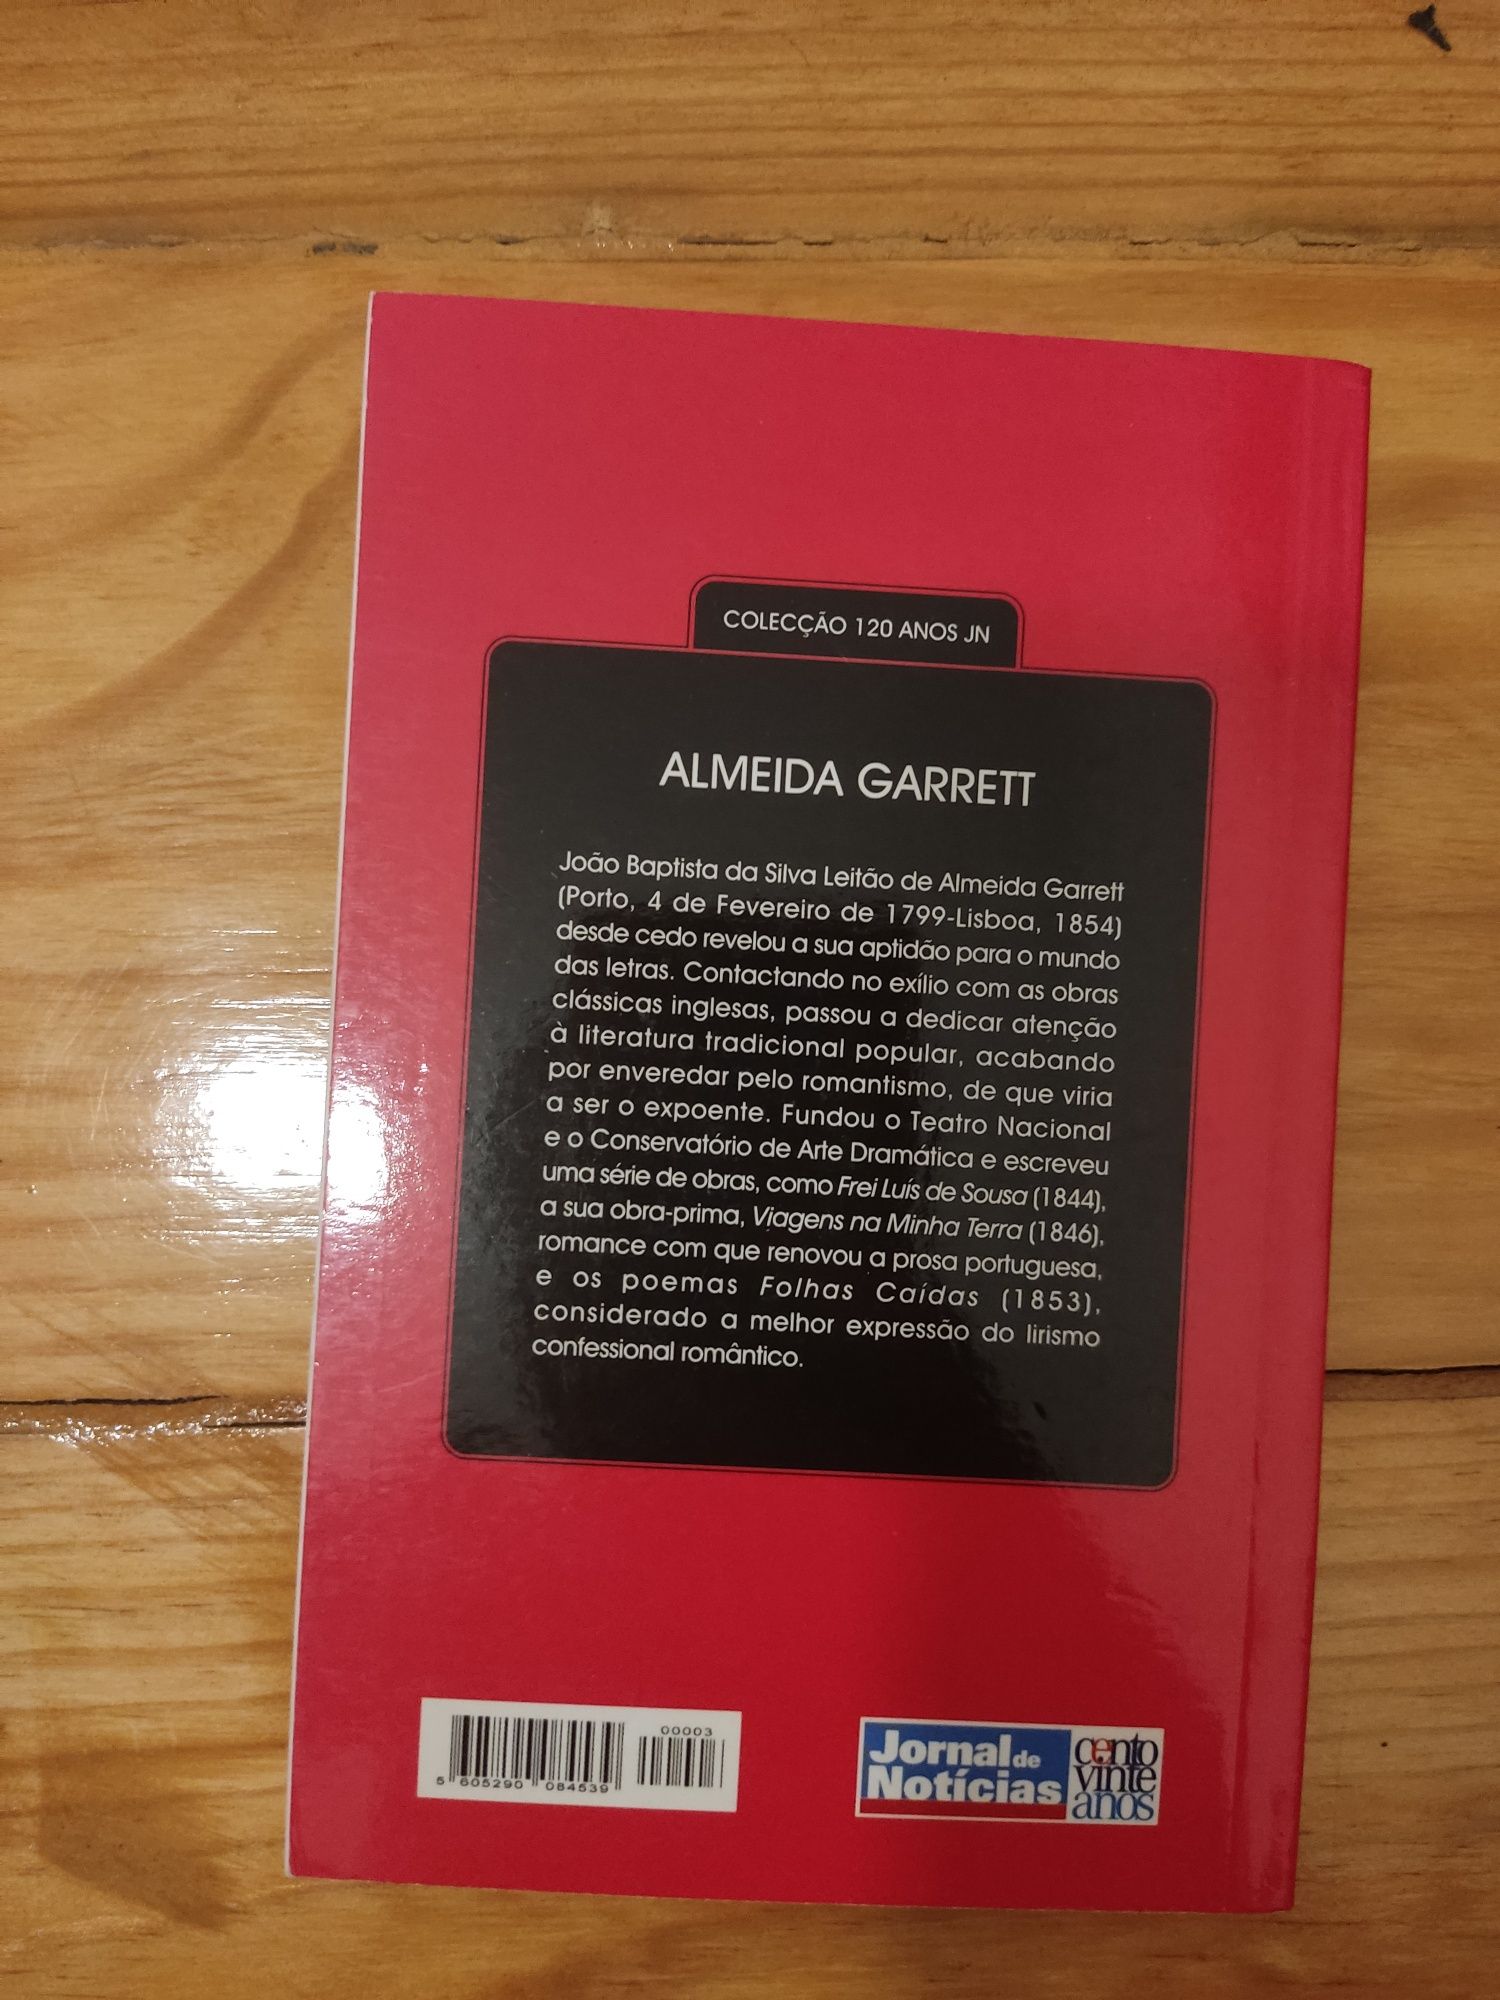 COLECÇÃO 120 ANOS JN
ALMEIDA GARRETT
João Baptista da Silva Leitão de Almeida Garrett
(Porto, 4 de Fevereiro de 1799-Lisboa, 1854)
desde cedo revelou a sua aptidão para o mundo
das letras. Contactando no exílio com as obras
clássicas inglesas, passou a dedicar atenção
à literatura tradicional popular, acabando
por enveredar pelo romantismo, de que viria
a ser o expoente. Fundou o Teatro Nacional
e o Conservatório de Arte Dramática e escreveu
uma série de obras, como Frei Luís de Sousa (1844),
a sua obra-prima, Viagens na Minha Terra (1846),
romance com que renovou a prosa portuguesa,
e os poemas Folhas Caídas (1853),
considerado a melhor expressão do lirismo
confessional romântico.
00003
5 605290 084539
Jornal de
Notícias
cento
vinte
anos